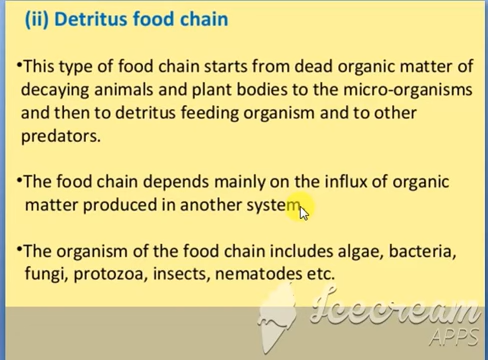 (ii) Detritus food chain
•This type of food chain starts from dead organic matter of
decaying animals and plant bodies to the micro-organisms
and then to detritus feeding organism and to other
predators.
•The food chain depends mainly on the influx of organic
matter produced in another system.
•The organism of the food chain includes algae, bacteria,
fungi, protozoa, insects, nematodes etc.
Icecream
APPS